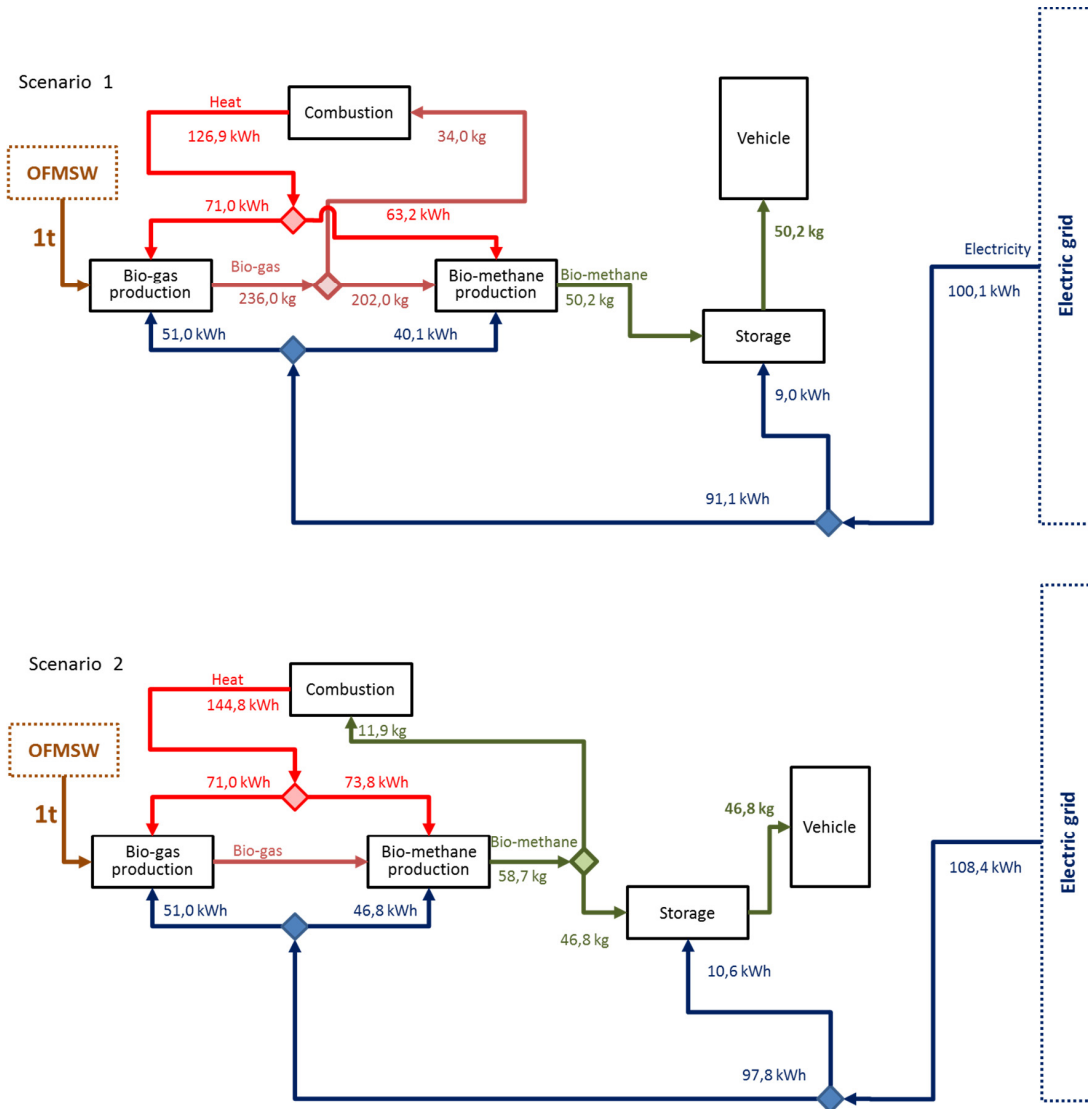 Scenario 1
Heat
126,9 kWh
Combustion
34,0 kg
Vehicle
OFMSW
1t
71,0 kWh
63,2 kWh
50,2 kg
Bio-gas
production
Bio-gas
236,0 kg
202,0 kg
Bio-methane
production
Bio-methane
50,2 kg
Storage
51,0 kWh
40,1 kWh
9,0 kWh
91,1 kWh
Electricity
100,1 kWh
Electric grid
Scenario 2
Heat
144,8 kWh
Combustion
11,9 kg
OFMSW
1t
71,0 kWh
73,8 kWh
Bio-gas
production
Bio-gas
Bio-methane
production
Bio-methane
58,7 kg
46,8 kg
Storage
46,8 kg
Vehicle
51,0 kWh
46,8 kWh
10,6 kWh
97,8 kWh
108,4 kWh
Electric grid